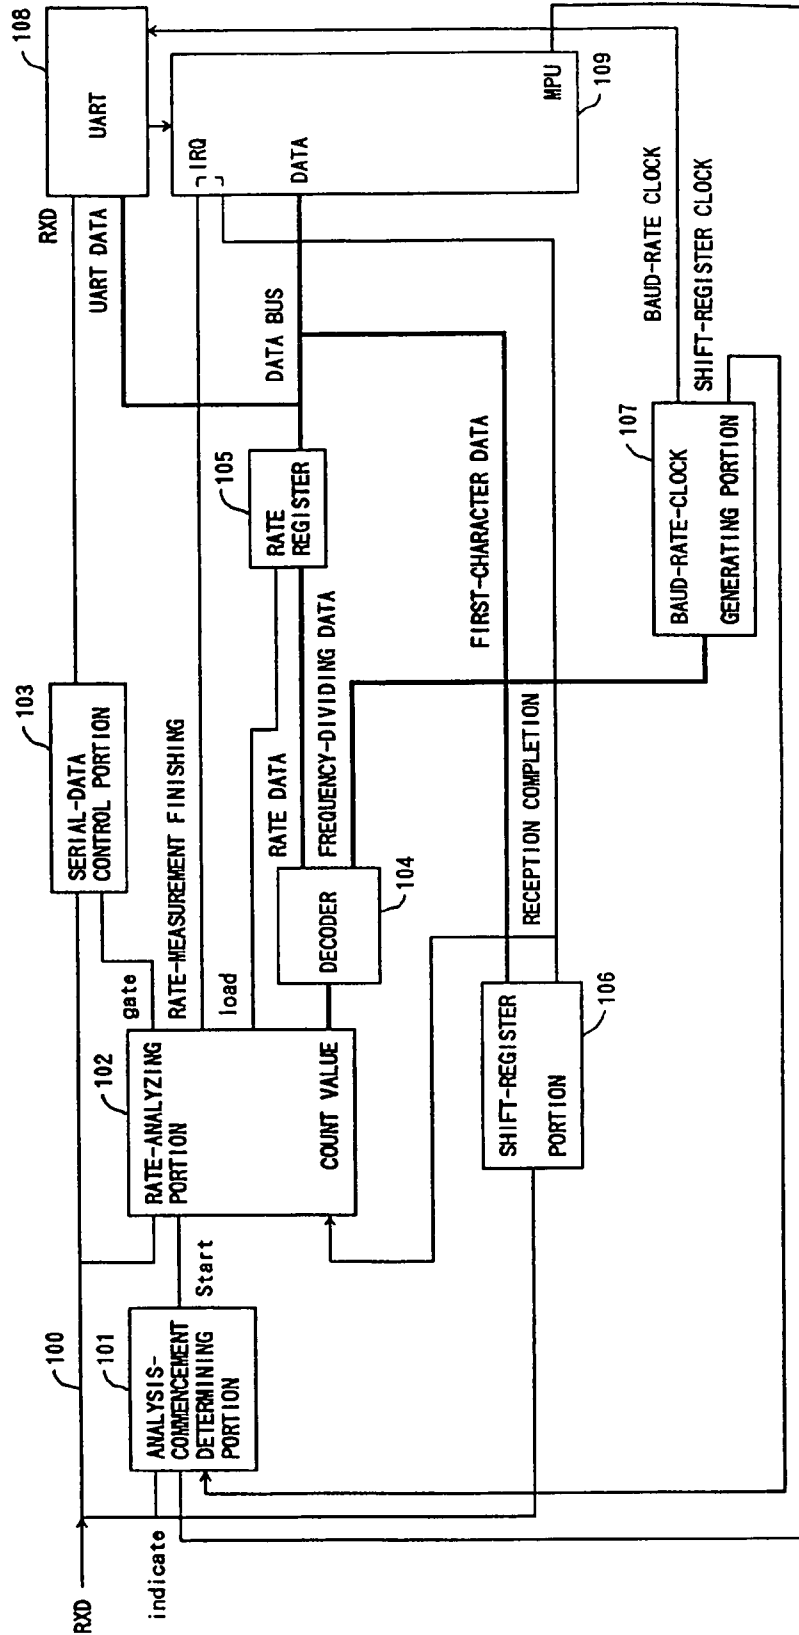 RXD
100
indicate
101
ANALYSIS-
COMMENCEMENT
DETERMINING
PORTION
Start
102
RATE-ANALYZING
PORTION
COUNT VALUE
gate
RATE-MEASUREMENT FINISHING
load
103
SERIAL-DATA
CONTROL PORTION
DECODER
104
RATE DATA
FREQUENCY-DIVIDING DATA
105
RATE
REGISTER
SHIFT-REGISTER
PORTION
106
RECEPTION COMPLETION
FIRST-CHARACTER DATA
DATA BUS
107
BAUD-RATE-CLOCK
GENERATING PORTION
BAUD-RATE CLOCK
SHIFT-REGISTER CLOCK
RXD
UART DATA
108
UART
IRQ
DATA
MPU
109